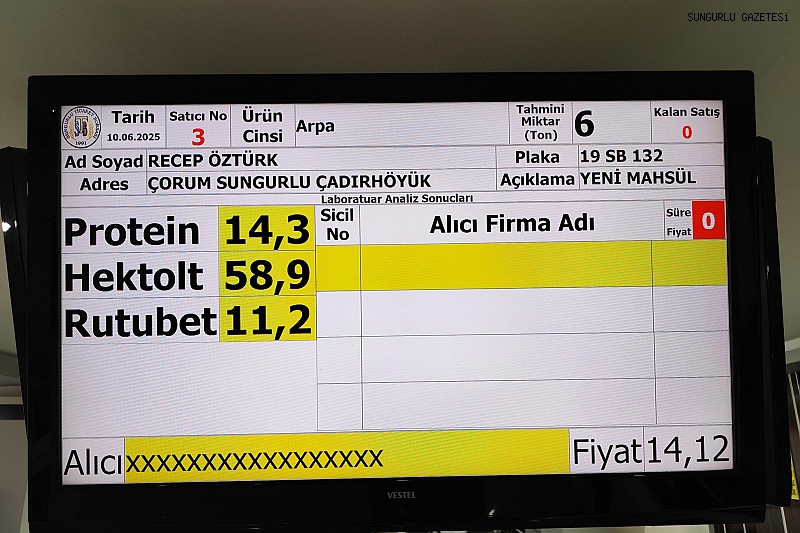 SUNGURLU GAZETESi
Tarih
10.06.2025
Satıcı No
3
Ürün
Cinsi
Arpa
Tahmini
Miktar
(Ton)
6
Kalan Satış
0
Ad Soyad RECEP ÖZTÜRK
Plaka 19 SB 132
Adres ÇORUM SUNGURLU ÇADIRHÖYÜK
Açıklama YENİ MAHSÜL
Laboratuar Analiz Sonucları
Protein 14,3
Hektolt 58,9
Rutubet 11,2
Sicil
No
Alıcı Firma Adı
Süre
Fiyat
0
Alıcı xxxxxxxxxxxxxxxxx
Fiyat 14,12
VESTEL